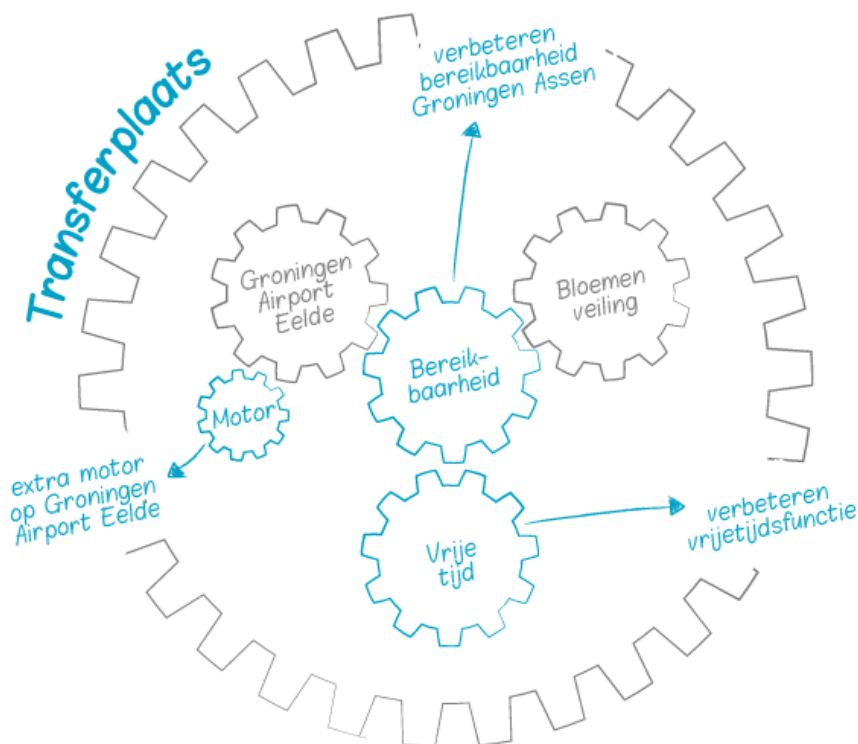 Transferplaats
verbeteren
bereikbaarheid
Groningen Assen
Groningen
Airport
Eelde
Bloemen
veiling
Bereik-
baarheid
Motor
extra motor
op Groningen
Airport Eelde
Vrije
tijd
verbeteren
vrijetijdsfunctie